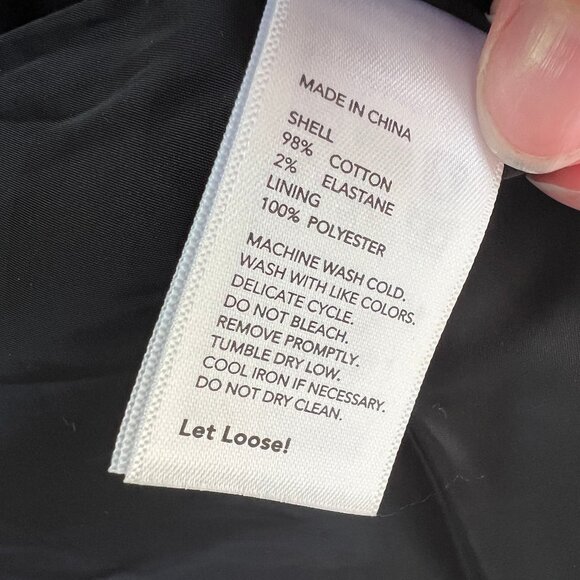 MADE IN CHINA
SHELL
98% COTTON
2% ELASTANE
LINING
100% POLYESTER
MACHINE WASH COLD.
WASH WITH LIKE COLORS.
DELICATE CYCLE.
DO NOT BLEACH.
REMOVE PROMPTLY.
TUMBLE DRY LOW.
COOL IRON IF NECESSARY.
DO NOT DRY CLEAN.
Let Loose!